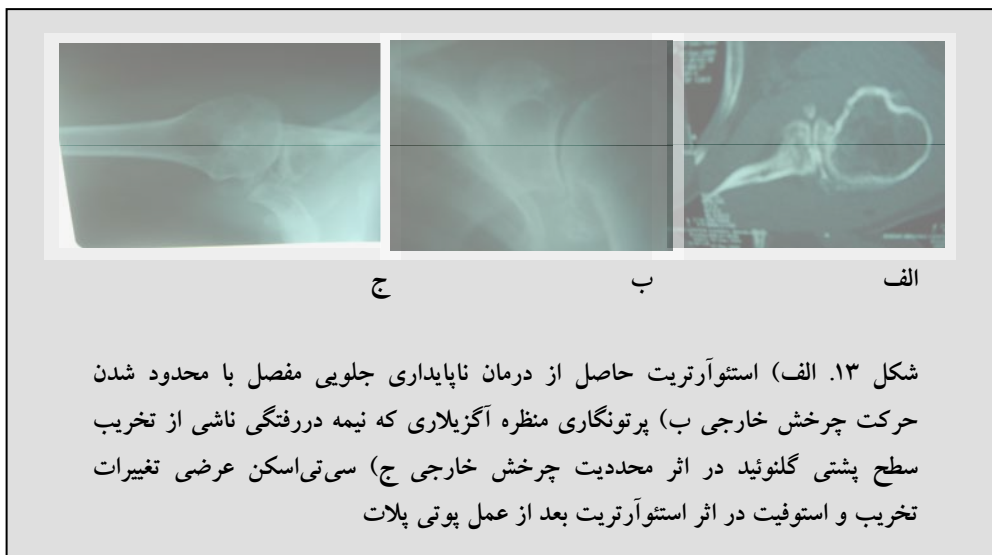 الف
ب
ج
شکل ۱۳. الف) استئوآرتریت حاصل از درمان ناپایداری جلویی مفصل با محدود شدن
حرکت چرخش خارجی ب) پرتونگاری منظره آگزیلاری که نیمه دررفتگی ناشی از تخریب
سطح پشتی گلنوئید در اثر محددیت چرخش خارجی ج) سی‌تی‌اسکن عرضی تغییرات
تخریب و استوفیت در اثر استئوآرتریت بعد از عمل پوتی پلات